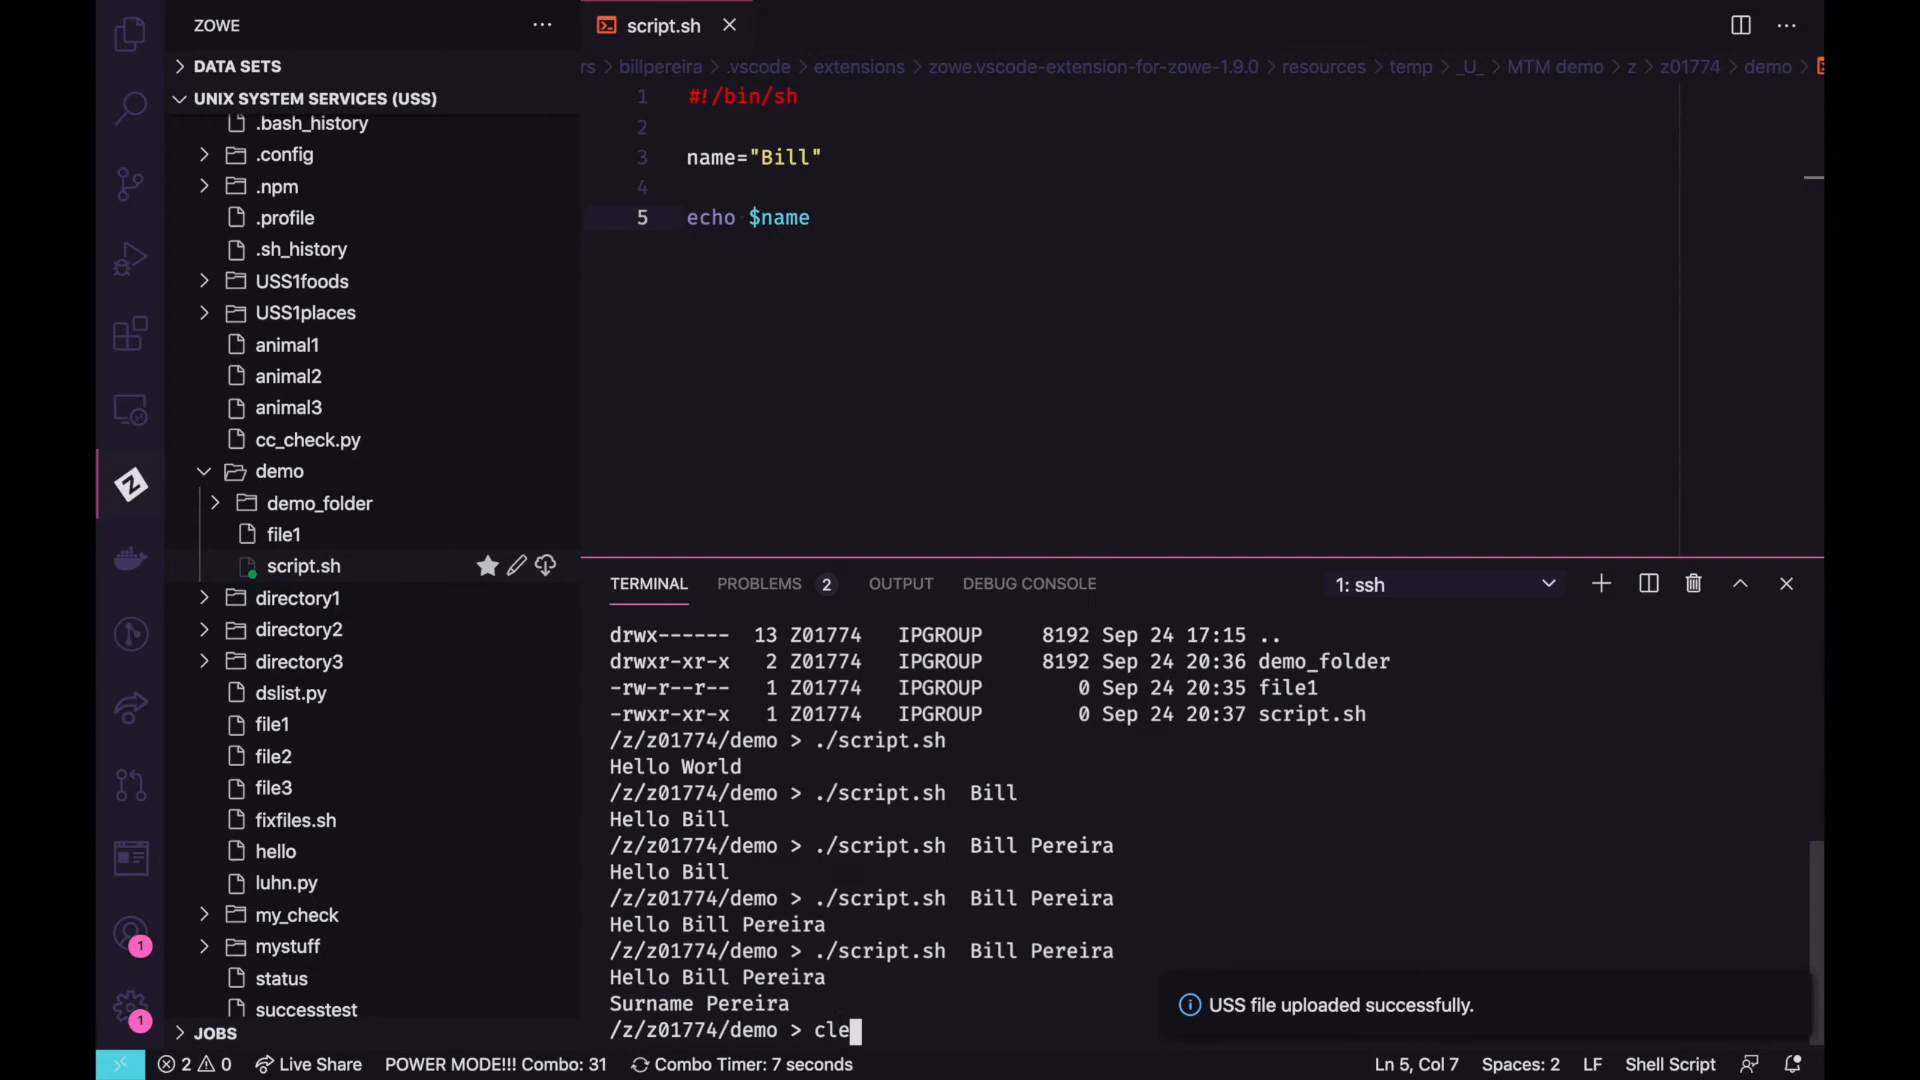 ZOWE
DATA SETS
UNIX SYSTEM SERVICES (USS)
.bash_history
.config
.npm
.profile
.sh_history
USS1foods
USS1places
animal1
animal2
animal3
cc_check.py
demo
demo_folder
file1
script.sh
directory1
directory2
directory3
dslist.py
file1
file2
file3
fixfiles.sh
hello
luhn.py
my_check
mystuff
status
successtest
JOBS
script.sh
rs > billpereira > .vscode > extensions > zowe.vscode-extension-for-zowe-1.9.0 > resources > temp > _U_ > MTM demo > z > z01774 > demo >
1 #!/bin/sh
2
3 name="Bill"
4
5 echo $name
TERMINAL PROBLEMS 2 OUTPUT DEBUG CONSOLE 1: ssh
drwx------ 13 Z01774 IPGROUP 8192 Sep 24 17:15 ..
drwxr-xr-x 2 Z01774 IPGROUP 8192 Sep 24 20:36 demo_folder
-rw-r--r-- 1 Z01774 IPGROUP 0 Sep 24 20:35 file1
-rwxr-xr-x 1 Z01774 IPGROUP 0 Sep 24 20:37 script.sh
/z/z01774/demo > ./script.sh
Hello World
/z/z01774/demo > ./script.sh Bill
Hello Bill
/z/z01774/demo > ./script.sh Bill Pereira
Hello Bill
/z/z01774/demo > ./script.sh Bill Pereira
Hello Bill Pereira
/z/z01774/demo > ./script.sh Bill Pereira
Hello Bill Pereira
Surname Pereira
/z/z01774/demo > cle
USS file uploaded successfully.
1
1
2 0 Live Share POWER MODE!!! Combo: 31 Combo Timer: 7 seconds Ln 5, Col 7 Spaces: 2 LF Shell Script